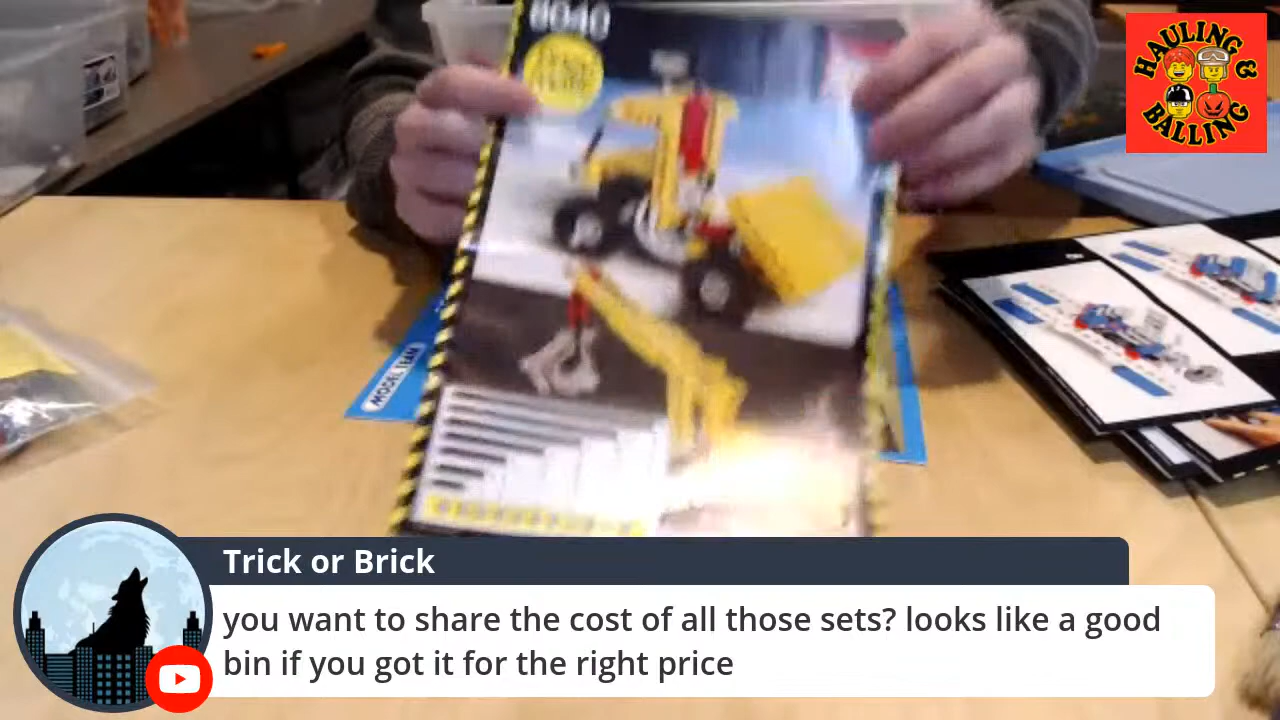 8040
HAULING &
BALLING
MODEL TEAM
Trick or Brick
you want to share the cost of all those sets? looks like a good
bin if you got it for the right price